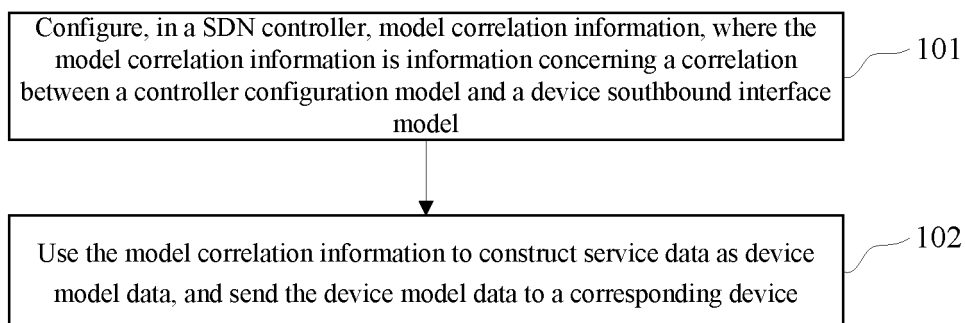 Configure, in a SDN controller, model correlation information, where the
model correlation information is information concerning a correlation
between a controller configuration model and a device southbound interface
model
101
Use the model correlation information to construct service data as device
model data, and send the device model data to a corresponding device
102